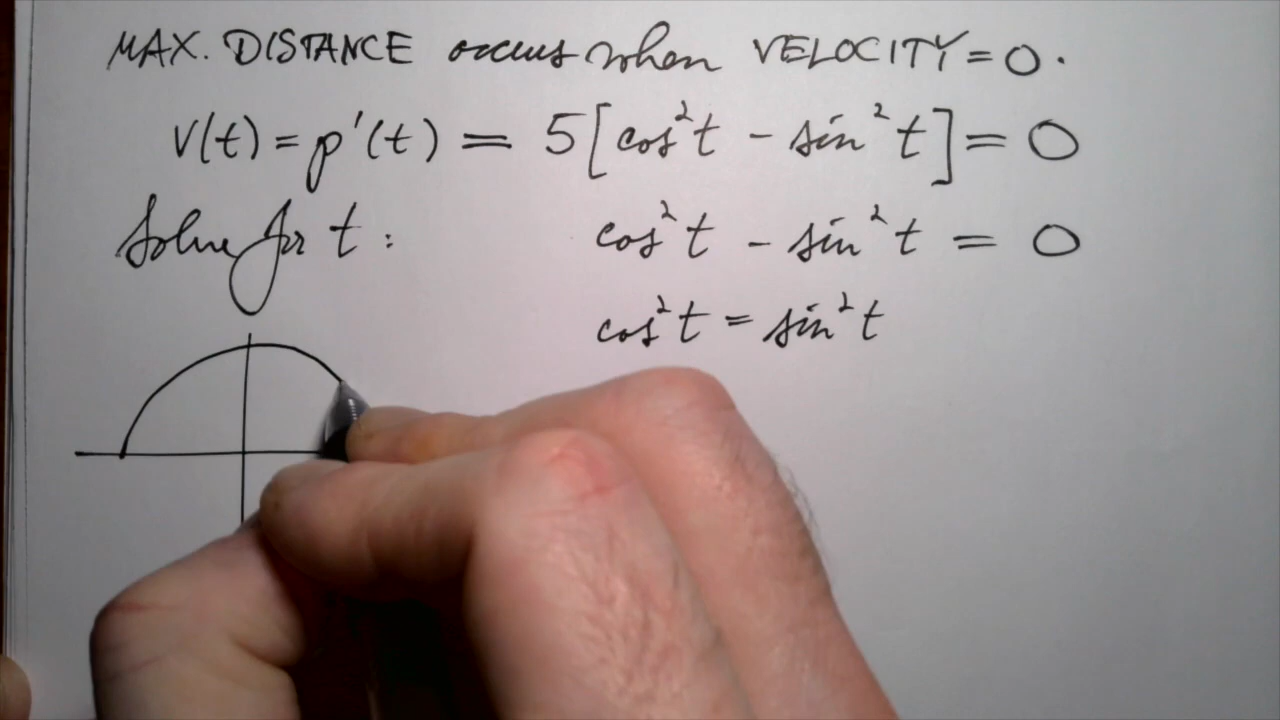 MAX. DISTANCE occurs when VELOCITY = 0.
v(t) = p'(t) = 5[cos²t - sin²t] = 0
Solve for t : cos²t - sin²t = 0
cos²t = sin²t